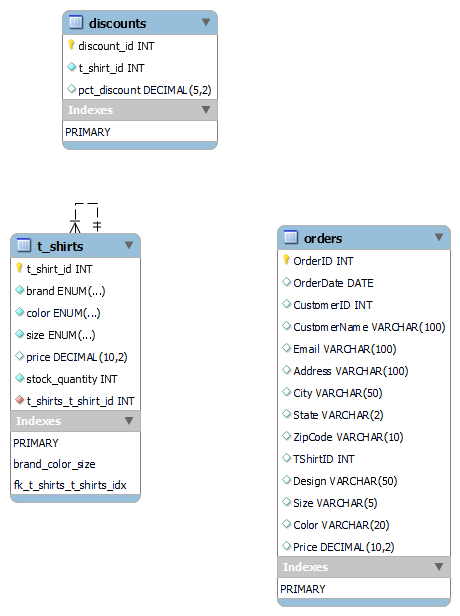 discounts
discount_id INT
t_shirt_id INT
pct_discount DECIMAL(5,2)
Indexes
PRIMARY
t_shirts
t_shirt_id INT
brand ENUM(...)
color ENUM(...)
size ENUM(...)
price DECIMAL(10,2)
stock_quantity INT
t_shirts_t_shirt_id INT
Indexes
PRIMARY
brand_color_size
fk_t_shirts_t_shirts_idx
orders
OrderID INT
OrderDate DATE
CustomerID INT
CustomerName VARCHAR(100)
Email VARCHAR(100)
Address VARCHAR(100)
City VARCHAR(50)
State VARCHAR(2)
ZipCode VARCHAR(10)
TShirtID INT
Design VARCHAR(50)
Size VARCHAR(5)
Color VARCHAR(20)
Price DECIMAL(10,2)
Indexes
PRIMARY